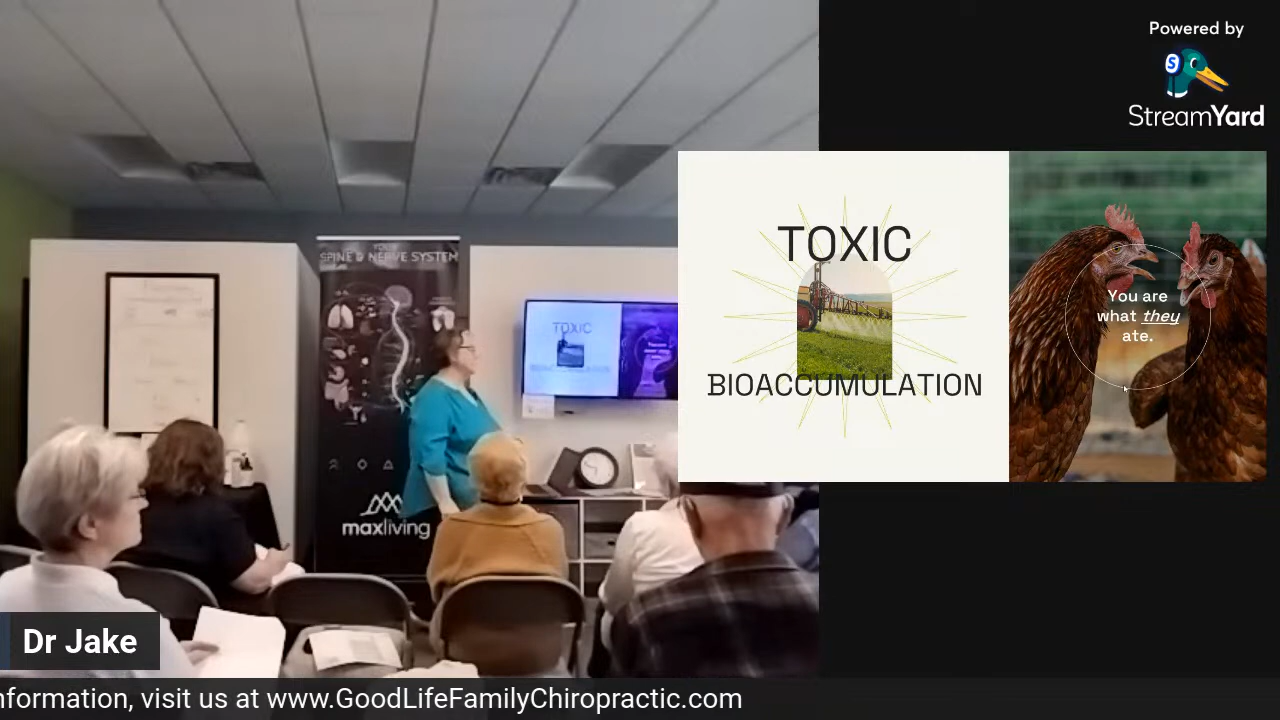 Powered by
StreamYard
TOXIC
BIOACCUMULATION
You are
what they
ate.
SPINE & NERVE SYSTEM
TOXIC
maxliving
Dr Jake
nformation, visit us at www.GoodLifeFamilyChiropractic.com